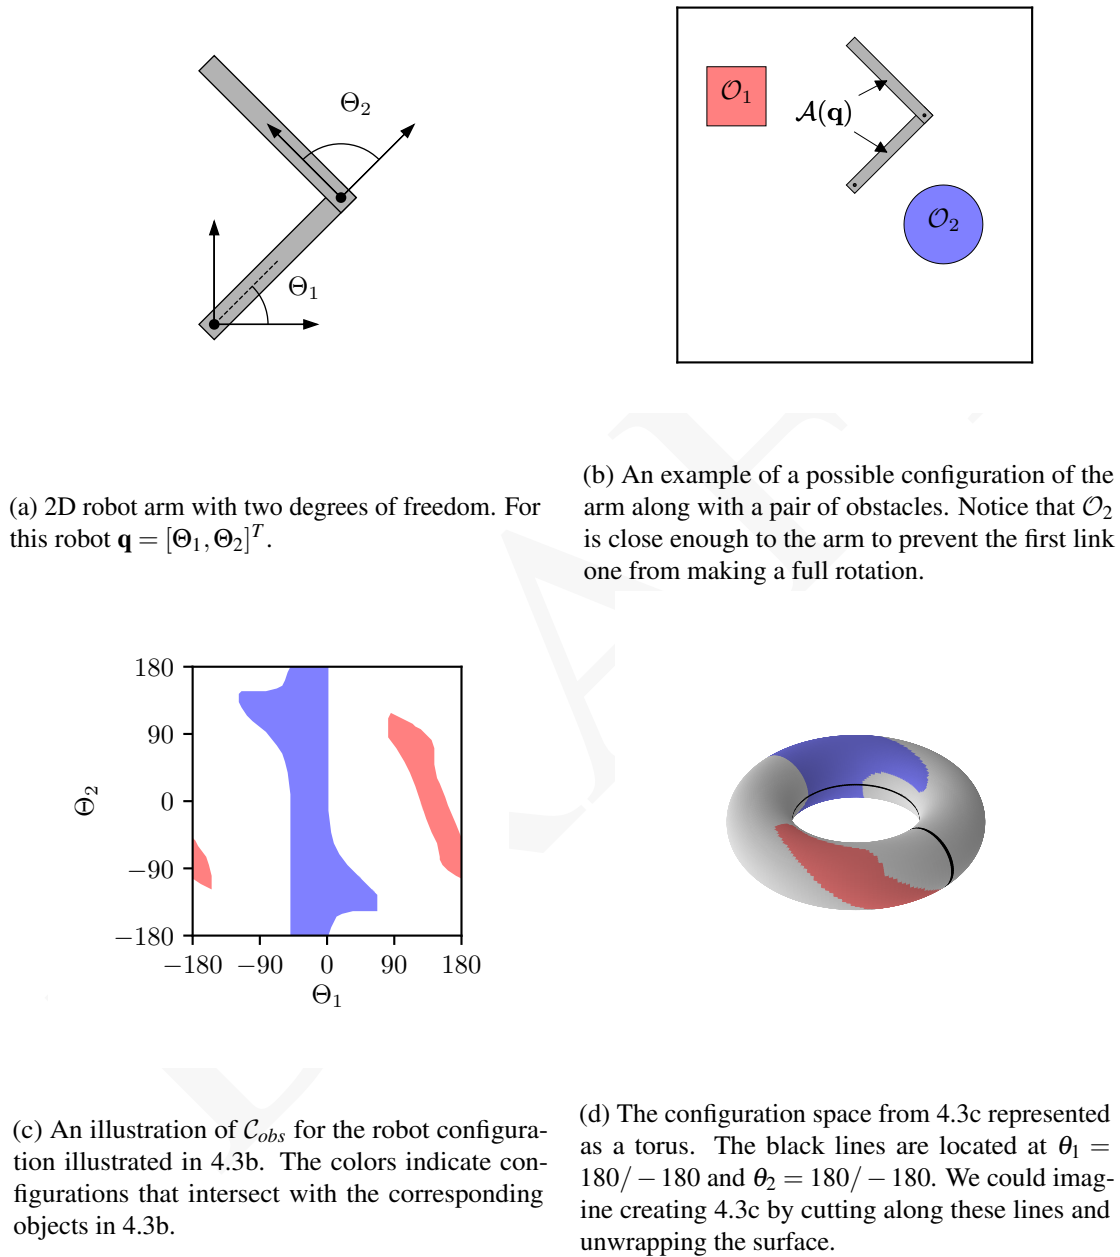 Θ2
Θ1
O1
A(q)
O2
(a) 2D robot arm with two degrees of freedom. For
this robot q = [Θ1, Θ2]^T.
(b) An example of a possible configuration of the
arm along with a pair of obstacles. Notice that O2
is close enough to the arm to prevent the first link
one from making a full rotation.
180
90
0
−90
−180
Θ2
−180 −90 0 90 180
Θ1
(c) An illustration of Cobs for the robot configura-
tion illustrated in 4.3b. The colors indicate con-
figurations that intersect with the corresponding
objects in 4.3b.
(d) The configuration space from 4.3c represented
as a torus. The black lines are located at θ1 =
180/ − 180 and θ2 = 180/ − 180. We could imag-
ine creating 4.3c by cutting along these lines and
unwrapping the surface.